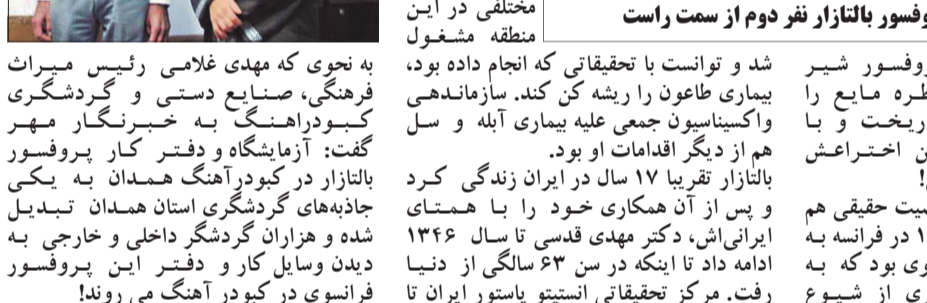 وفسور بالتازار نفر دوم از سمت راست
روفسور شیر
طره مایع را
ریخت و با
ن اختراعش
!
سیت حقیقی هم
۱ در فرانسه به
وی بود که به
ری از شیوع
مختلفی در این
منطقه مشغول
شد و توانست با تحقیقاتی که انجام داده بود،
بیماری طاعون را ریشه کن کند. سازماندهی
واکسیناسیون جمعی علیه بیماری آبله و سل
هم از دیگر اقدامات او بود.
بالتازار تقریبا ۱۷ سال در ایران زندگی کرد
و پس از آن همکاری خود را با همتای
ایرانی‌اش، دکتر مهدی قدسی تا سال ۱۳۴۶
ادامه داد تا اینکه در سن ۶۳ سالگی از دنیا
رفت. مرکز تحقیقاتی انستیتو پاستور ایران تا
به نحوی که مهدی غلامی رئیس میراث
فرهنگی، صنایع دستی و گردشگری
کبودراهنگ به خبرنگار مهر
گفت: آزمایشگاه و دفتر کار پروفسور
بالتازار در کبودرآهنگ همدان به یکی
جاذبه‌های گردشگری استان همدان تبدیل
شده و هزاران گردشگر داخلی و خارجی به
دیدن وسایل کار و دفتر این پروفسور
فرانسوی در کبودر آهنگ می روند!